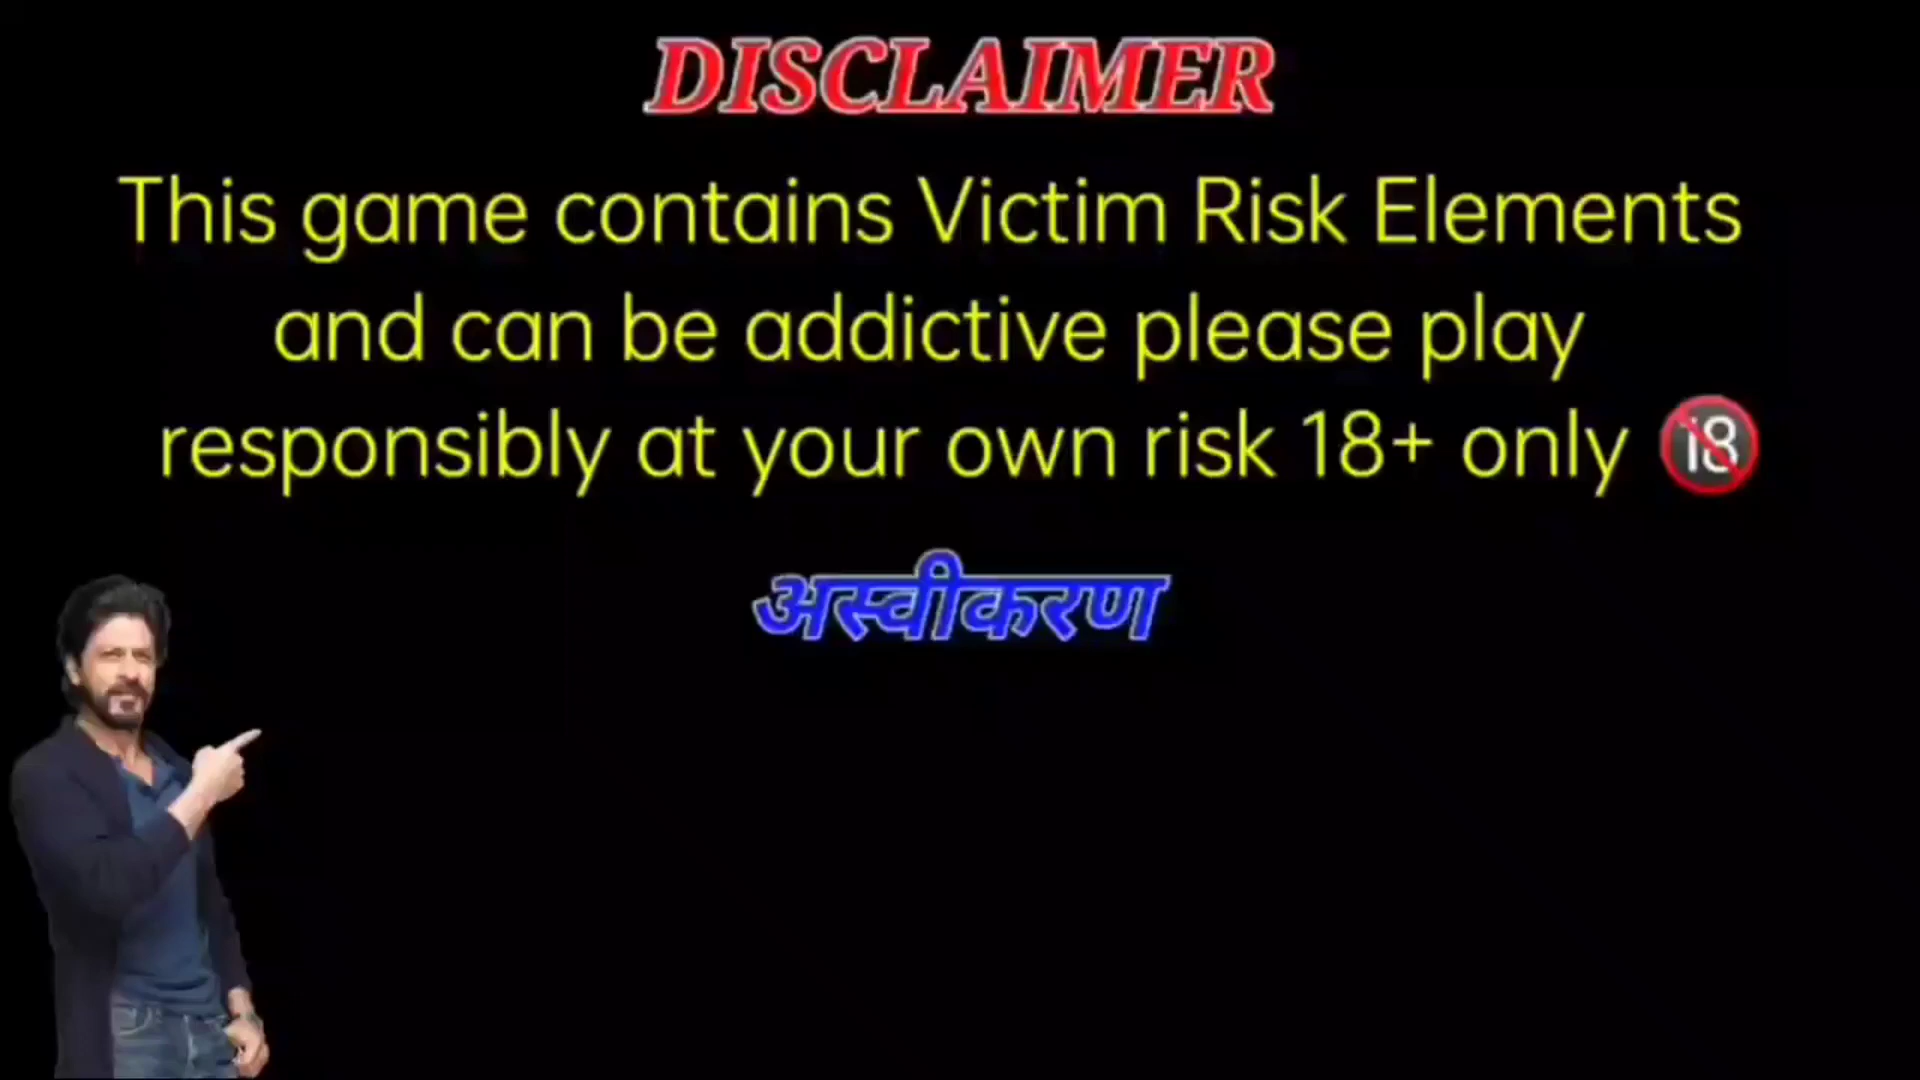 DISCLAIMER
This game contains Victim Risk Elements
and can be addictive please play
responsibly at your own risk 18+ only 🔞
अस्वीकरण